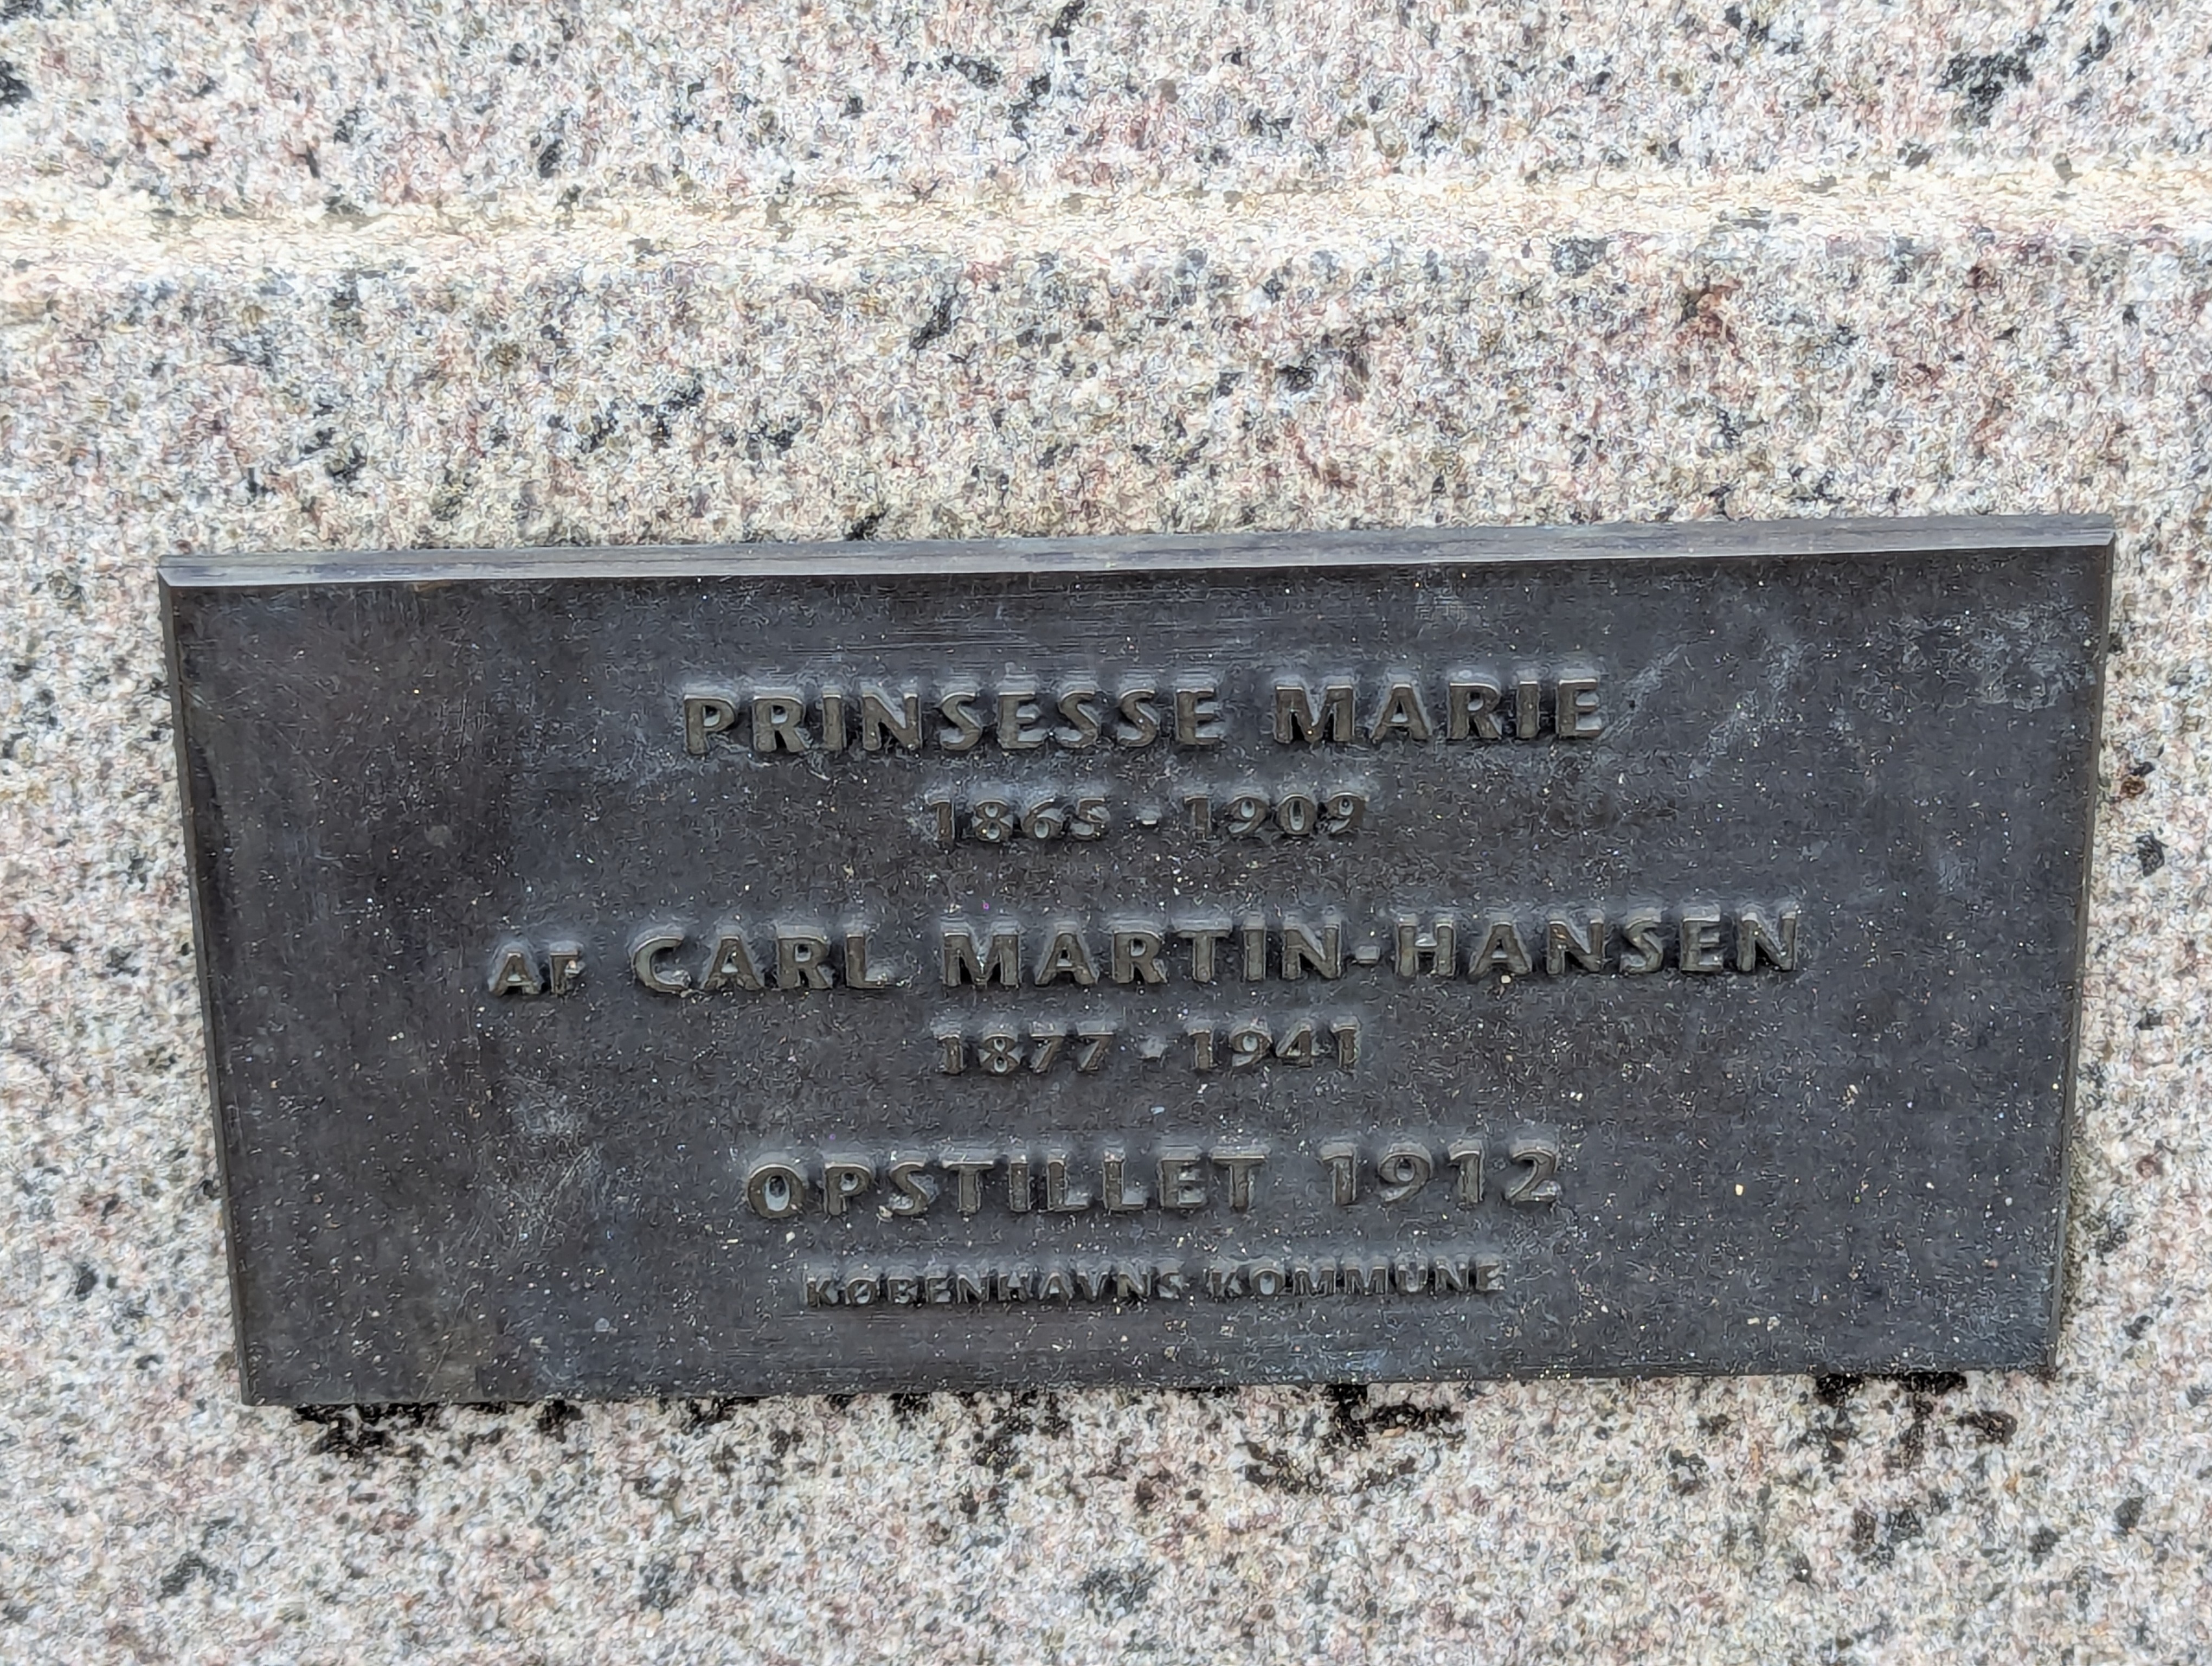 PRINSESSE MARIE
1865 - 1909
AF CARL MARTIN-HANSEN
1877 - 1941
OPSTILLET 1912
KØBENHAVNS KOMMUNE